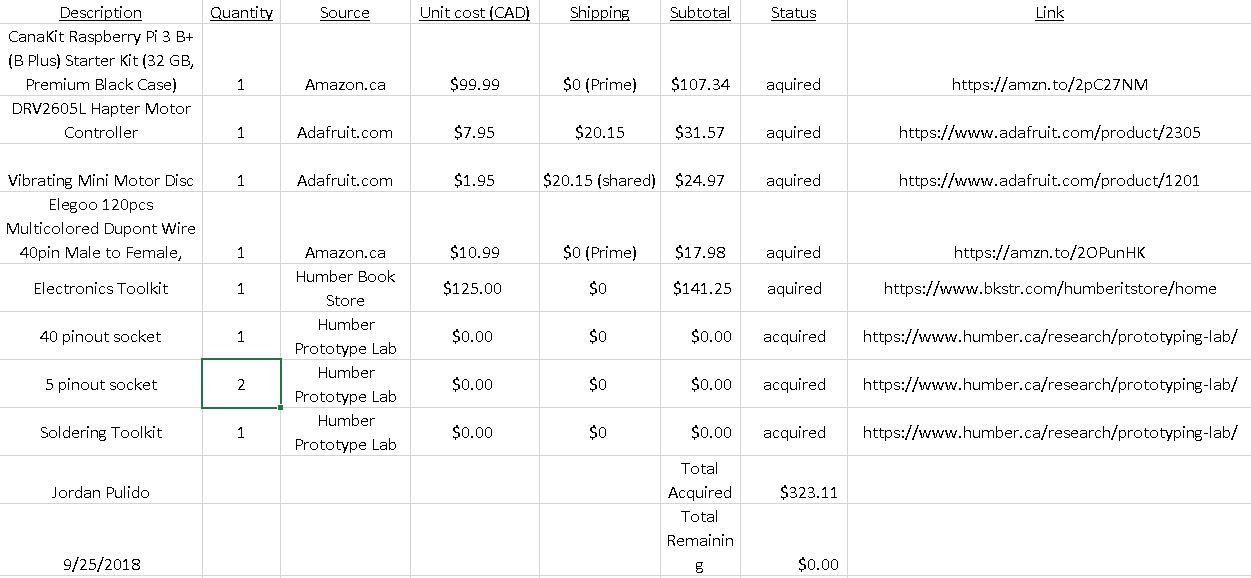 Description Quantity Source Unit cost (CAD) Shipping Subtotal Status Link
CanaKit Raspberry Pi 3 B+
(B Plus) Starter Kit (32 GB,
Premium Black Case) 1 Amazon.ca $99.99 $0 (Prime) $107.34 aquired https://amzn.to/2pC27NM
DRV2605L Hapter Motor
Controller 1 Adafruit.com $7.95 $20.15 $31.57 aquired https://www.adafruit.com/product/2305
Vibrating Mini Motor Disc 1 Adafruit.com $1.95 $20.15 (shared) $24.97 aquired https://www.adafruit.com/product/1201
Elegoo 120pcs
Multicolored Dupont Wire
40pin Male to Female, 1 Amazon.ca $10.99 $0 (Prime) $17.98 aquired https://amzn.to/2OPunHK
Electronics Toolkit 1 Humber Book
Store $125.00 $0 $141.25 aquired https://www.bkstr.com/humberitstore/home
40 pinout socket 1 Humber
Prototype Lab $0.00 $0 $0.00 acquired https://www.humber.ca/research/prototyping-lab/
5 pinout socket 2 Humber
Prototype Lab $0.00 $0 $0.00 acquired https://www.humber.ca/research/prototyping-lab/
Soldering Toolkit 1 Humber
Prototype Lab $0.00 $0 $0.00 acquired https://www.humber.ca/research/prototyping-lab/
Jordan Pulido Total
Acquired $323.11
9/25/2018 Total
Remainin
g $0.00